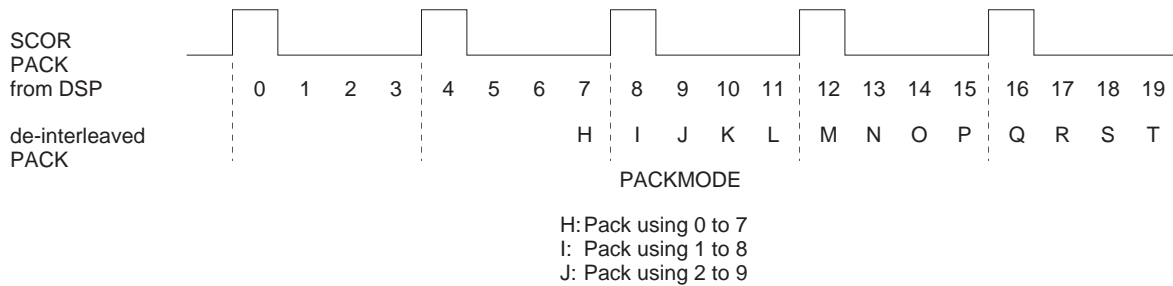 SCOR
PACK
from DSP 0 1 2 3 4 5 6 7 8 9 10 11 12 13 14 15 16 17 18 19
de-interleaved H I J K L M N O P Q R S T
PACK
PACKMODE
H: Pack using 0 to 7
I: Pack using 1 to 8
J: Pack using 2 to 9